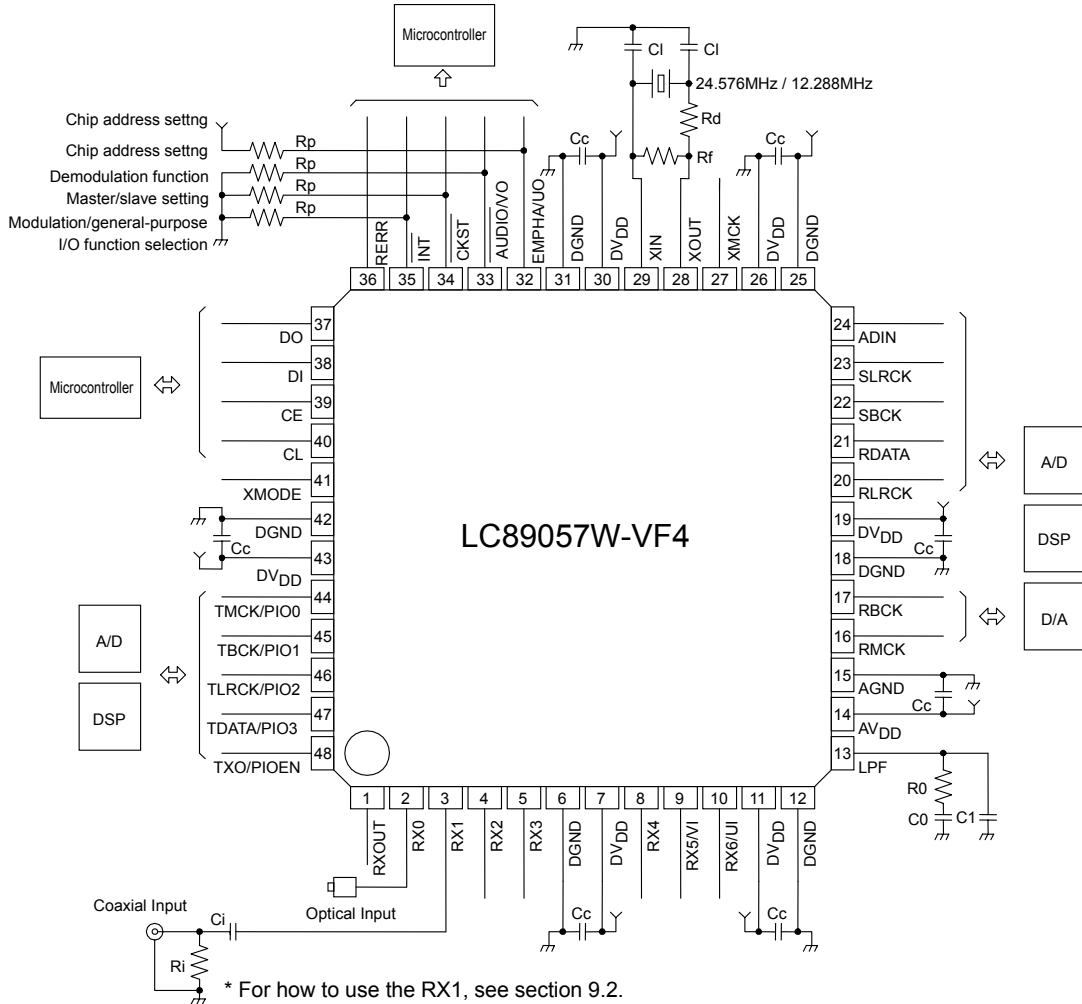 Microcontroller
Cl
Cl
24.576MHz / 12.288MHz
Rd
Rf
Chip address settng
Chip address settng
Demodulation function
Master/slave setting
Modulation/general-purpose
I/O function selection
Rp
Rp
Rp
Rp
Cc
Cc
RERR
INT
CKST
AUDIO/VO
EMPHA/UO
DGND
DVDD
XIN
XOUT
XMCK
DVDD
DGND
36
35
34
33
32
31
30
29
28
27
26
25
Microcontroller
37
DO
38
DI
39
CE
40
CL
41
XMODE
42
DGND
Cc
43
DVDD
44
TMCK/PIO0
45
TBCK/PIO1
46
TLRCK/PIO2
47
TDATA/PIO3
48
TXO/PIOEN
A/D
DSP
LC89057W-VF4
24
ADIN
23
SLRCK
22
SBCK
21
RDATA
20
RLRCK
19
DVDD
Cc
18
DGND
17
RBCK
16
RMCK
15
AGND
Cc
14
AVDD
13
LPF
A/D
DSP
D/A
R0
C0
C1
1
2
3
4
5
6
7
8
9
10
11
12
RXOUT
RX0
RX1
RX2
RX3
DGND
DVDD
RX4
RX5/VI
RX6/UI
DVDD
DGND
Optical Input
Coaxial Input
Ci
Ri
Cc
Cc
* For how to use the RX1, see section 9.2.